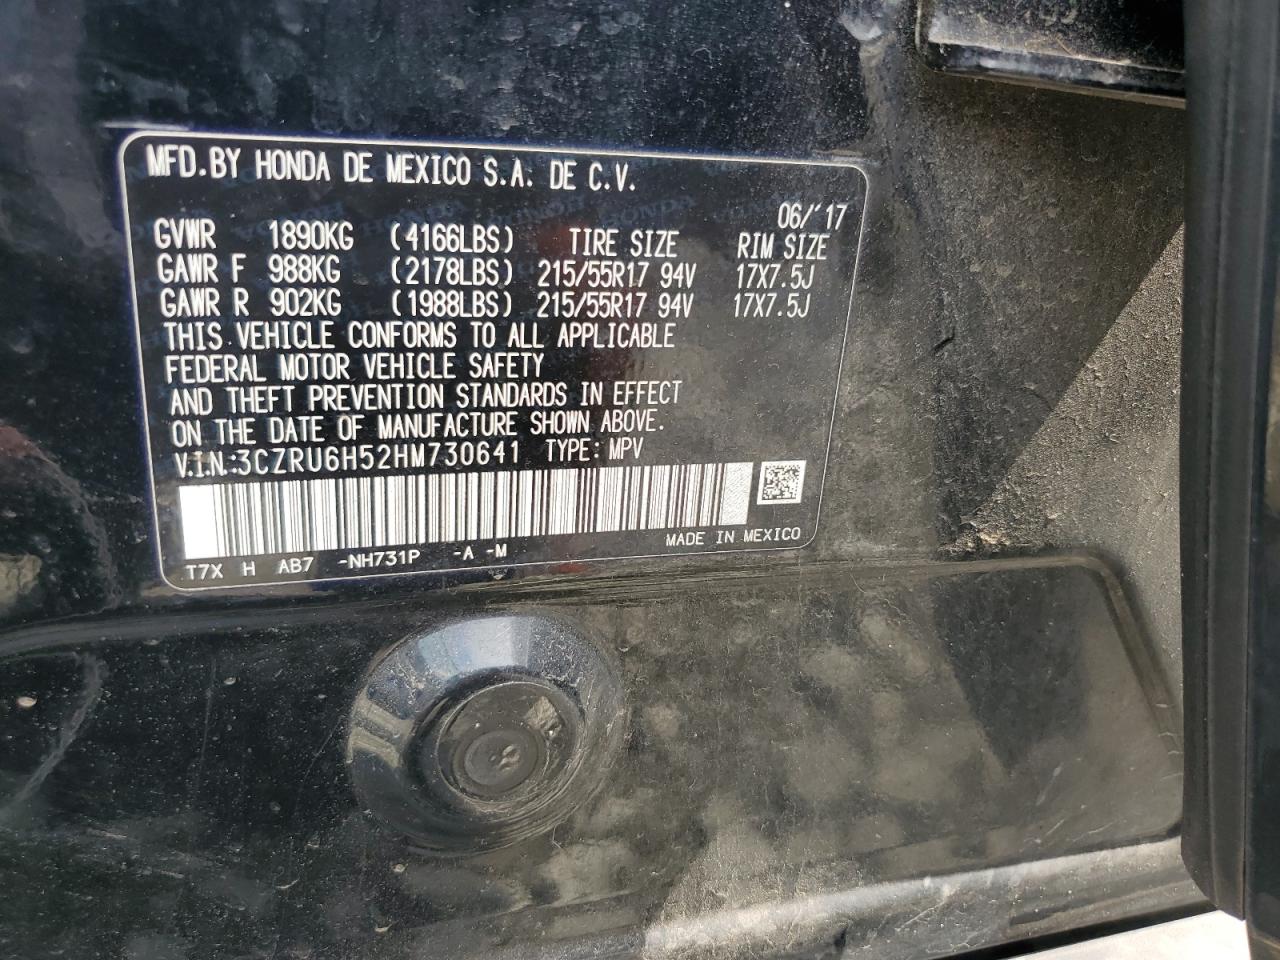 MFD.BY HONDA DE MEXICO S.A. DE C.V.
06/'17
GVWR 1890KG (4166LBS) TIRE SIZE RIM SIZE
GAWR F 988KG (2178LBS) 215/55R17 94V 17X7.5J
GAWR R 902KG (1988LBS) 215/55R17 94V 17X7.5J
THIS VEHICLE CONFORMS TO ALL APPLICABLE
FEDERAL MOTOR VEHICLE SAFETY
AND THEFT PREVENTION STANDARDS IN EFFECT
ON THE DATE OF MANUFACTURE SHOWN ABOVE.
V.I.N:3CZRU6H52HM730641 TYPE: MPV
MADE IN MEXICO
T7X H AB7 -NH731P -A -M